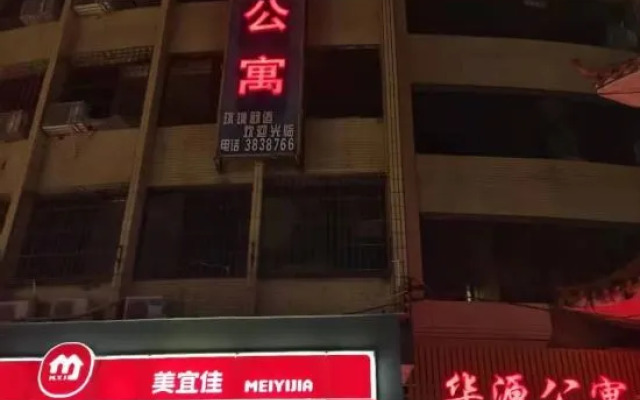 公
寓
环境舒适
欢迎光临
电话 3838766
M.Y.J
美宜佳 MEIYIJIA
华源公寓